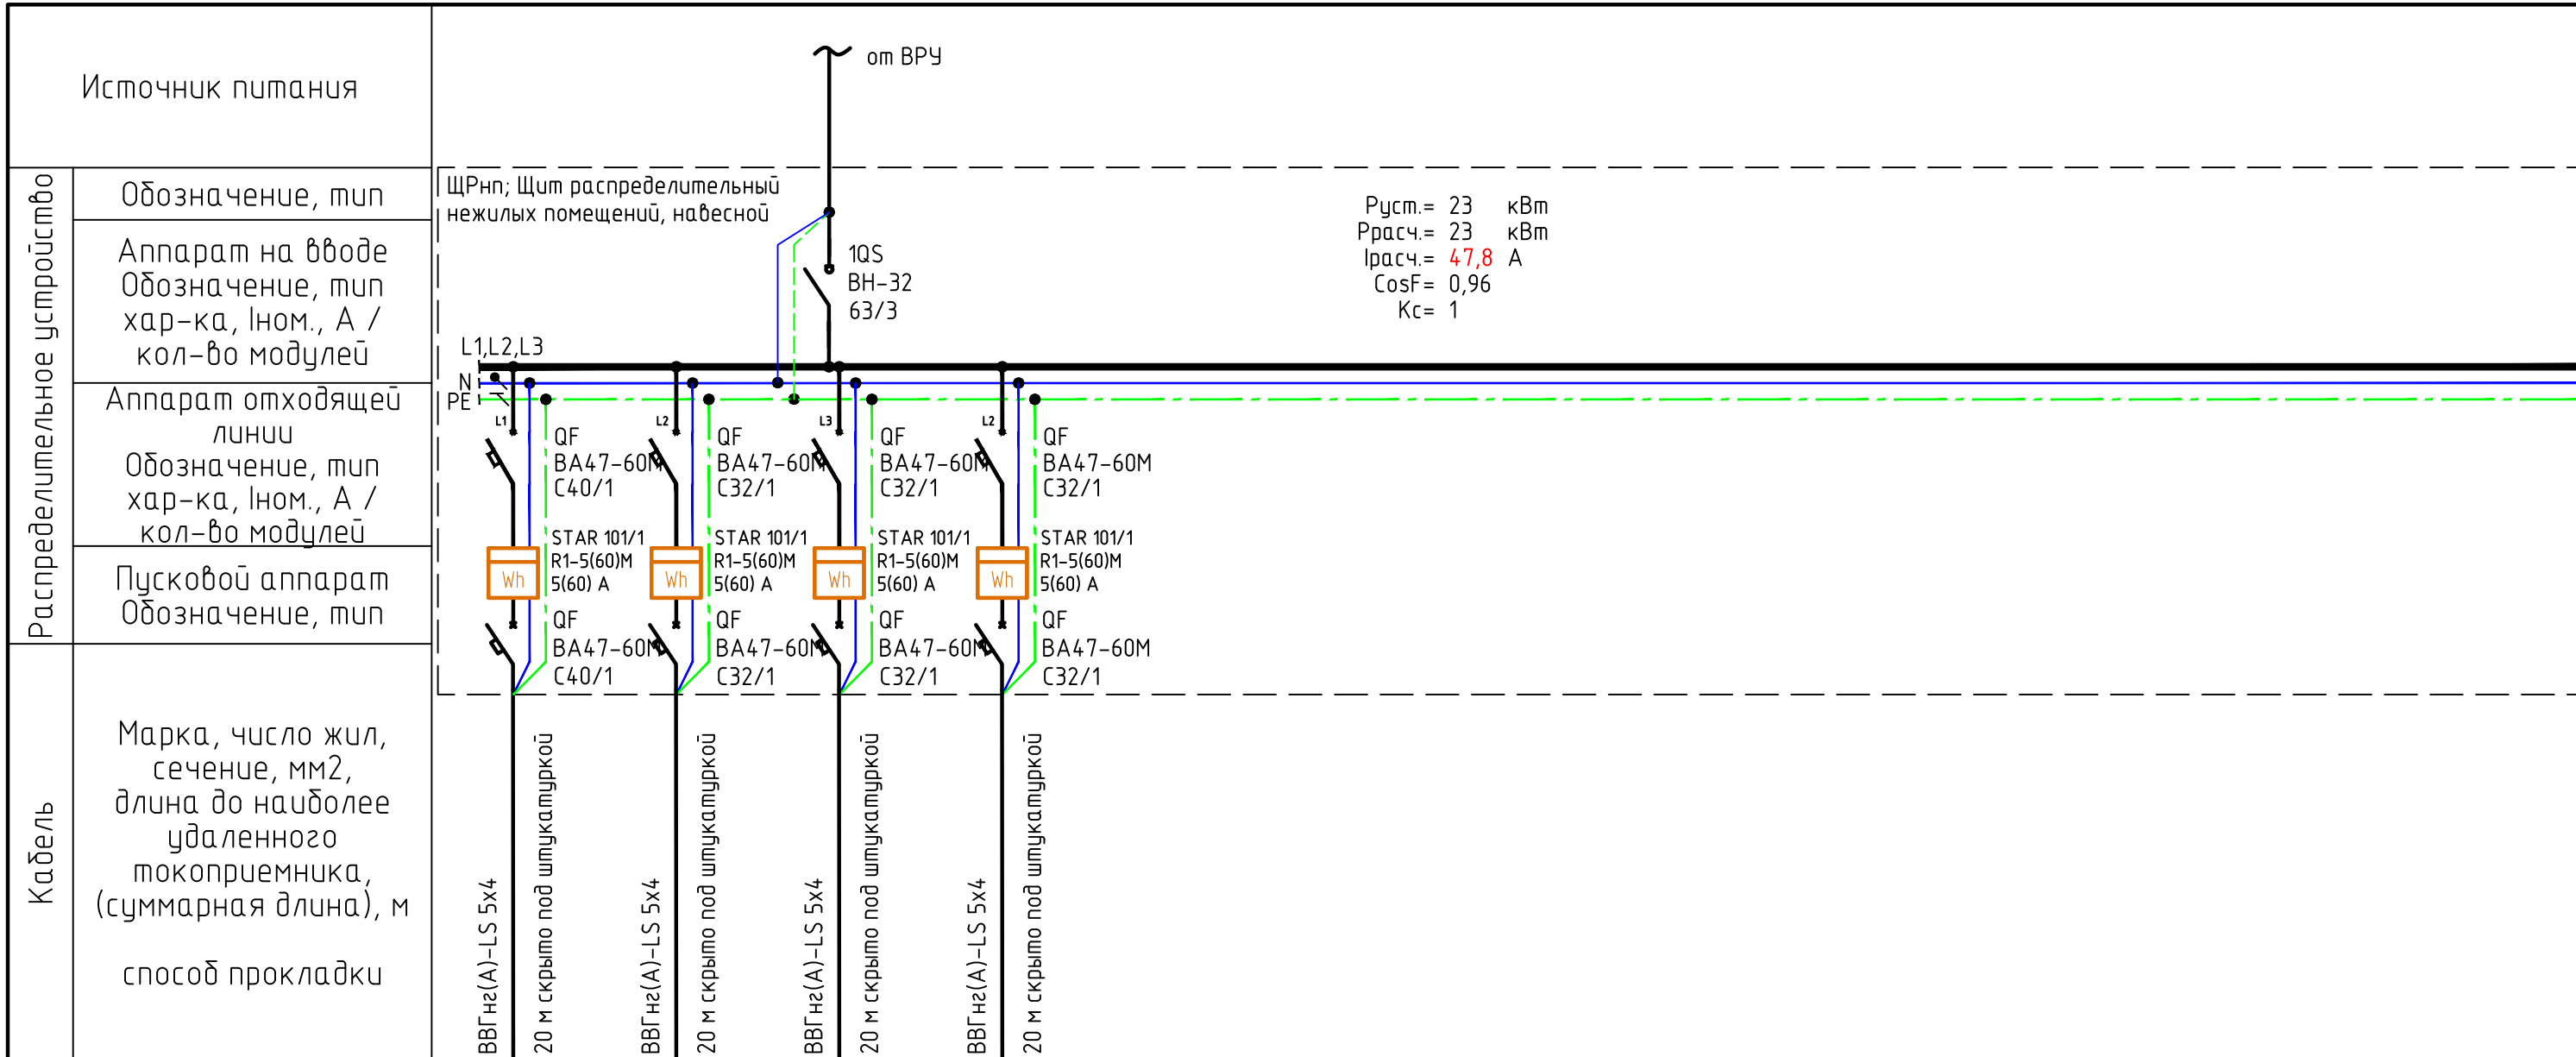 Источник питания
от ВРУ
Распределительное устройство
Обозначение, тип
ЩРнп; Щит распределительный
нежилых помещений, навесной
Аппарат на вводе
Обозначение, тип
хар-ка, Iном., А /
кол-во модулей
1QS
ВН-32
63/3
Руст.= 23 кВт
Ррасч.= 23 кВт
Iрасч.= 47,8 А
CosF= 0,96
Кс= 1
L1,L2,L3
N
PE
Аппарат отходящей
линии
Обозначение, тип
хар-ка, Iном., А /
кол-во модулей
Пусковой аппарат
Обозначение, тип
L1
QF
ВА47-60М
С40/1
STAR 101/1
R1-5(60)М
5(60) А
Wh
QF
ВА47-60М
С40/1
L2
QF
ВА47-60М
С32/1
STAR 101/1
R1-5(60)М
5(60) А
Wh
QF
ВА47-60М
С32/1
L3
QF
ВА47-60М
С32/1
STAR 101/1
R1-5(60)М
5(60) А
Wh
QF
ВА47-60М
С32/1
L2
QF
ВА47-60М
С32/1
STAR 101/1
R1-5(60)М
5(60) А
Wh
QF
ВА47-60М
С32/1
Кабель
Марка, число жил,
сечение, мм2,
длина до наиболее
удаленного
токоприемника,
(суммарная длина), м
способ прокладки
ВВГнг(А)-LS 5х4
20 м скрыто под штукатуркой
ВВГнг(А)-LS 5х4
20 м скрыто под штукатуркой
ВВГнг(А)-LS 5х4
20 м скрыто под штукатуркой
ВВГнг(А)-LS 5х4
20 м скрыто под штукатуркой